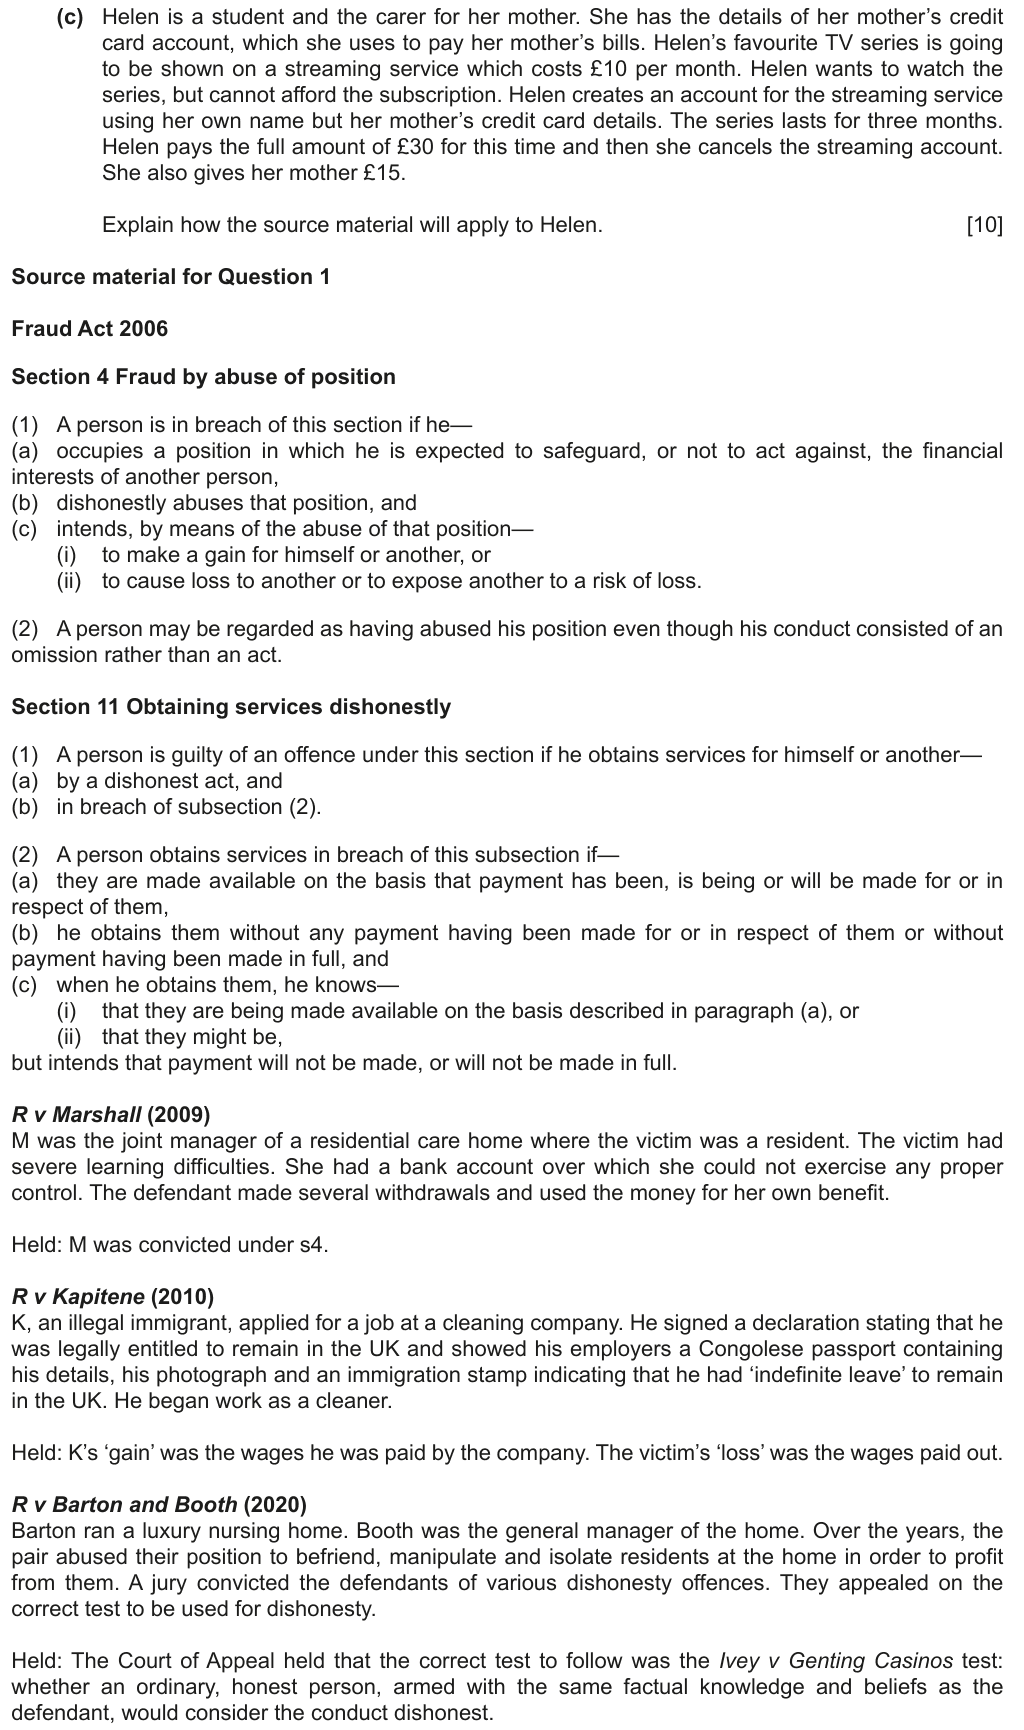 (c) Helen is a student and the carer for her mother. She has the details of her mother’s credit
card account, which she uses to pay her mother’s bills. Helen’s favourite TV series is going
to be shown on a streaming service which costs £10 per month. Helen wants to watch the
series, but cannot afford the subscription. Helen creates an account for the streaming service
using her own name but her mother’s credit card details. The series lasts for three months.
Helen pays the full amount of £30 for this time and then she cancels the streaming account.
She also gives her mother £15.
Explain how the source material will apply to Helen. [10]
Source material for Question 1
Fraud Act 2006
Section 4 Fraud by abuse of position
(1) A person is in breach of this section if he—
(a) occupies a position in which he is expected to safeguard, or not to act against, the financial
interests of another person,
(b) dishonestly abuses that position, and
(c) intends, by means of the abuse of that position—
(i) to make a gain for himself or another, or
(ii) to cause loss to another or to expose another to a risk of loss.
(2) A person may be regarded as having abused his position even though his conduct consisted of an
omission rather than an act.
Section 11 Obtaining services dishonestly
(1) A person is guilty of an offence under this section if he obtains services for himself or another—
(a) by a dishonest act, and
(b) in breach of subsection (2).
(2) A person obtains services in breach of this subsection if—
(a) they are made available on the basis that payment has been, is being or will be made for or in
respect of them,
(b) he obtains them without any payment having been made for or in respect of them or without
payment having been made in full, and
(c) when he obtains them, he knows—
(i) that they are being made available on the basis described in paragraph (a), or
(ii) that they might be,
but intends that payment will not be made, or will not be made in full.
R v Marshall (2009)
M was the joint manager of a residential care home where the victim was a resident. The victim had
severe learning difficulties. She had a bank account over which she could not exercise any proper
control. The defendant made several withdrawals and used the money for her own benefit.
Held: M was convicted under s4.
R v Kapitene (2010)
K, an illegal immigrant, applied for a job at a cleaning company. He signed a declaration stating that he
was legally entitled to remain in the UK and showed his employers a Congolese passport containing
his details, his photograph and an immigration stamp indicating that he had ‘indefinite leave’ to remain
in the UK. He began work as a cleaner.
Held: K’s ‘gain’ was the wages he was paid by the company. The victim’s ‘loss’ was the wages paid out.
R v Barton and Booth (2020)
Barton ran a luxury nursing home. Booth was the general manager of the home. Over the years, the
pair abused their position to befriend, manipulate and isolate residents at the home in order to profit
from them. A jury convicted the defendants of various dishonesty offences. They appealed on the
correct test to be used for dishonesty.
Held: The Court of Appeal held that the correct test to follow was the Ivey v Genting Casinos test:
whether an ordinary, honest person, armed with the same factual knowledge and beliefs as the
defendant, would consider the conduct dishonest.